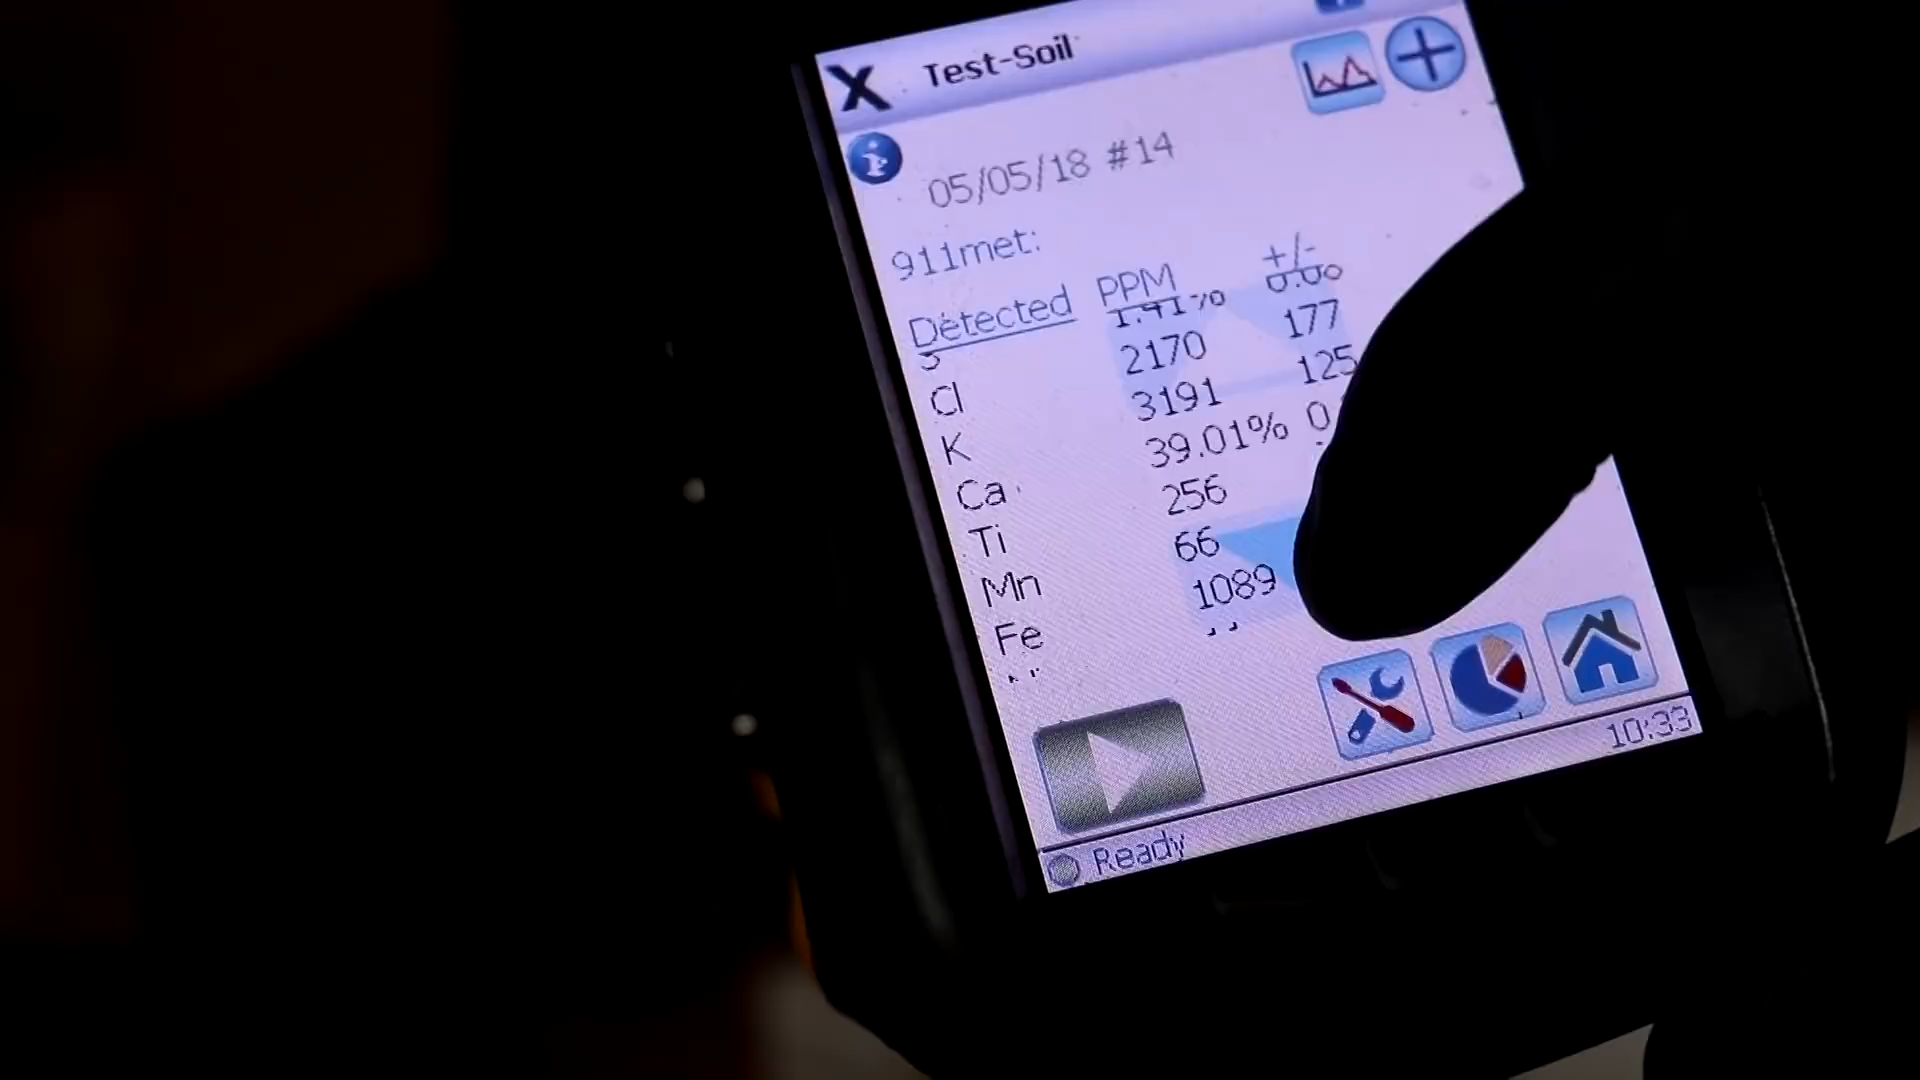 Test-Soil
05/05/18 #14
911met:
Detected PPM +/-
Cl 2170 177
K 3191 125
Ca 39.01% 0
Ti 256
Mn 66
Fe 1089
10:33
Ready